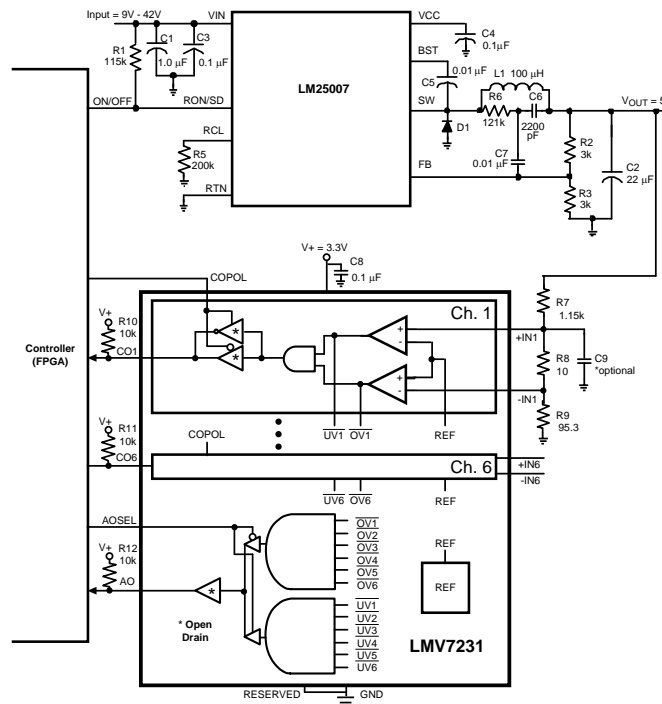 Input = 9V - 42V
VIN
VCC
C4
0.1µF
R1
115k
C1
1.0 µF
C3
0.1 µF
BST
0.01 µF
C5
L1 100 µH
LM25007
ON/OFF
RON/SD
SW
R6
121k
C6
2200
pF
VOUT = 5
D1
RCL
R5
200k
C7
0.01 µF
R2
3k
C2
22 µF
FB
RTN
R3
3k
V+ = 3.3V
C8
0.1 µF
COPOL
Ch. 1
R7
1.15k
V+
R10
10k
*
+
-
+IN1
Controller
(FPGA)
CO1
*
+
-
R8
10
C9
*optional
-IN1
R9
95.3
V+
R11
10k
UV1
OV1
REF
COPOL
CO6
Ch. 6
+IN6
-IN6
UV6
OV6
REF
AOSEL
V+
R12
10k
AO
*
* Open
Drain
OV1
OV2
OV3
OV4
OV5
OV6
REF
REF
UV1
UV2
UV3
UV4
UV5
UV6
LMV7231
RESERVED
GND